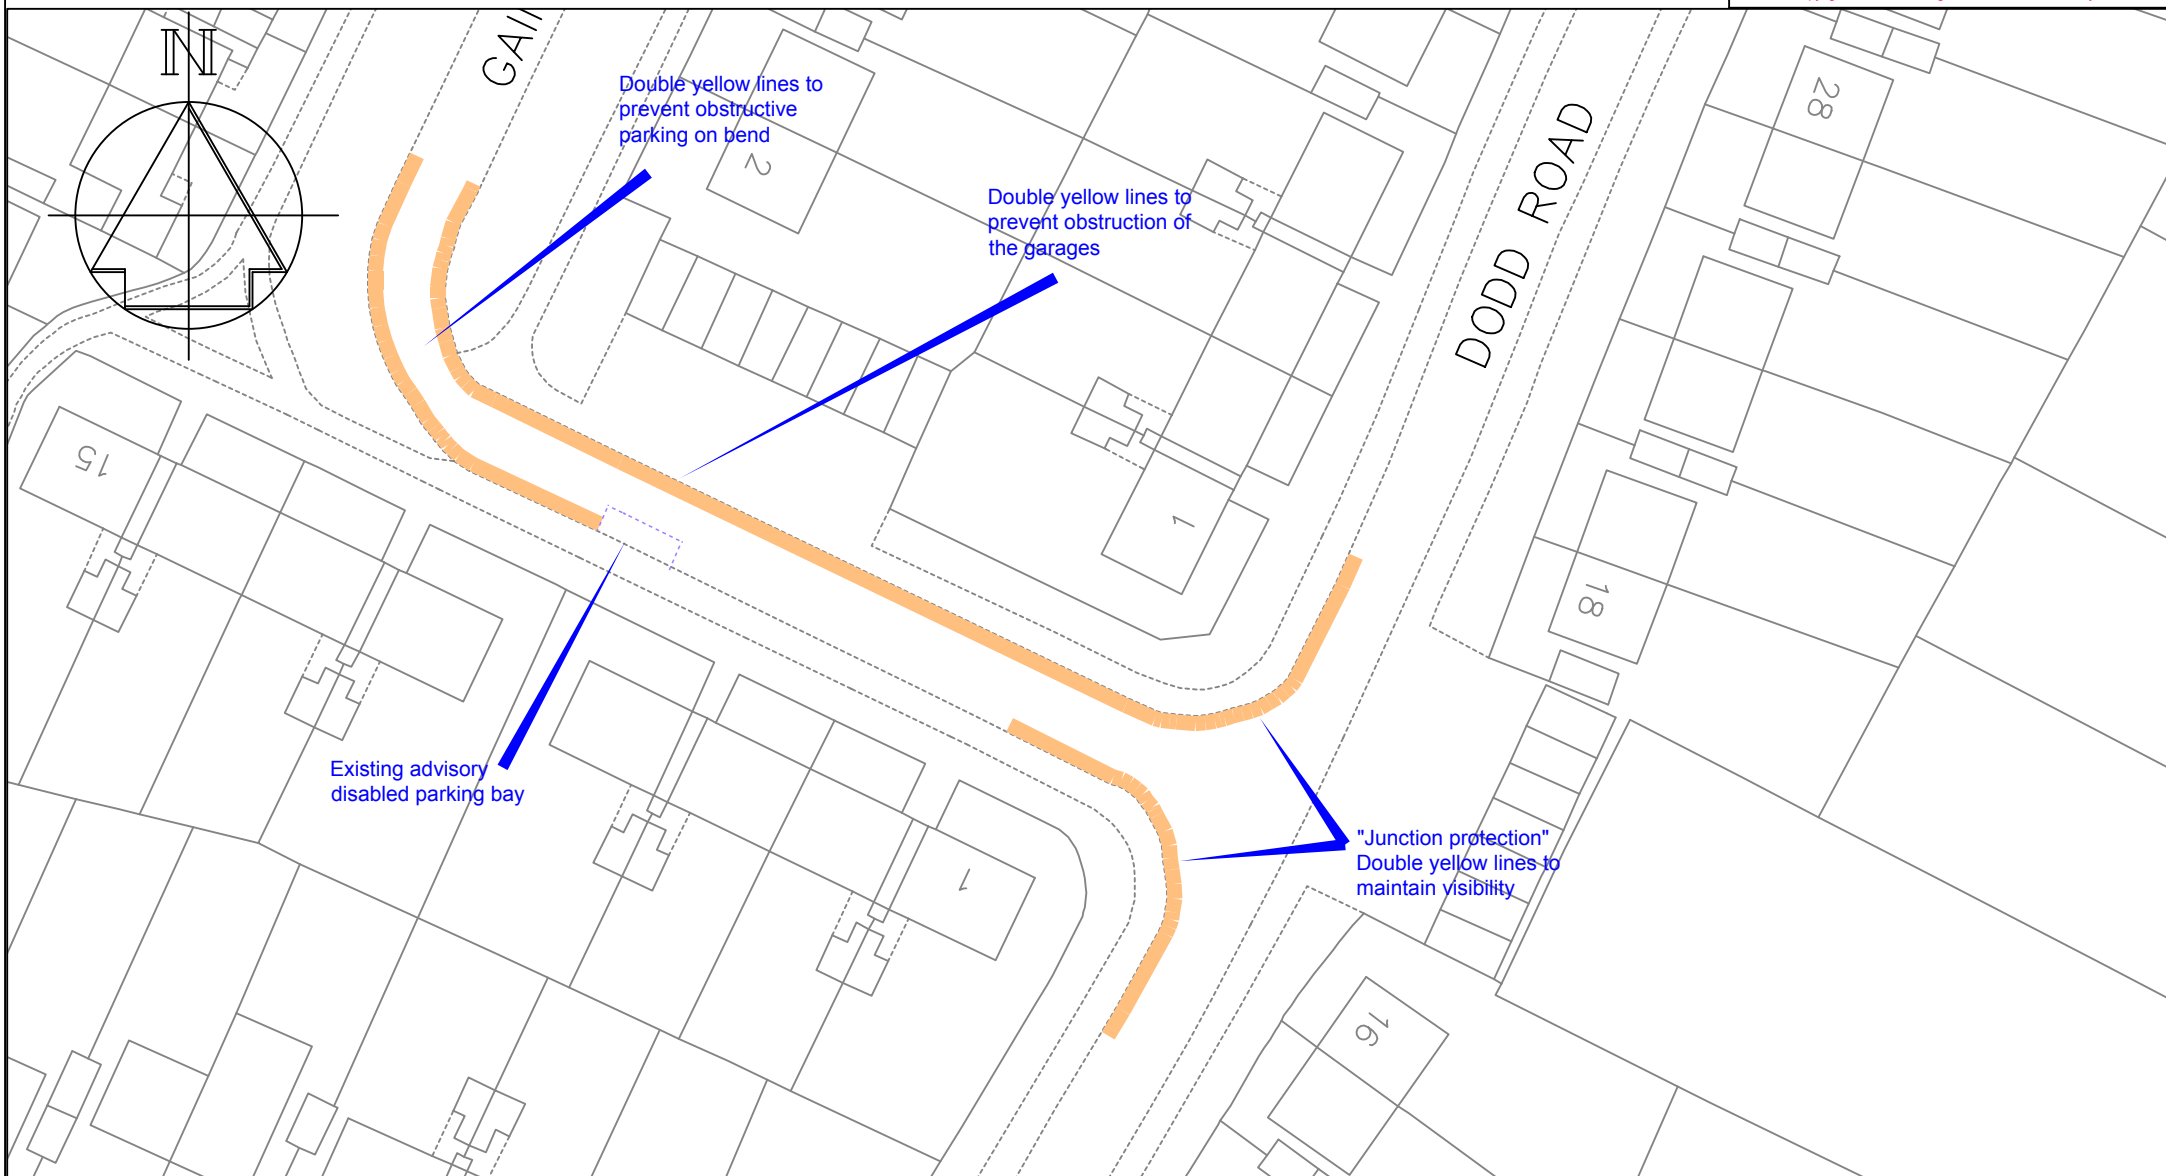 N
Double yellow lines to
prevent obstructive
parking on bend
2
Double yellow lines to
prevent obstruction of
the garages
DODD ROAD
28
15
1
18
Existing advisory
disabled parking bay
1
"Junction protection"
Double yellow lines to
maintain visibility
16